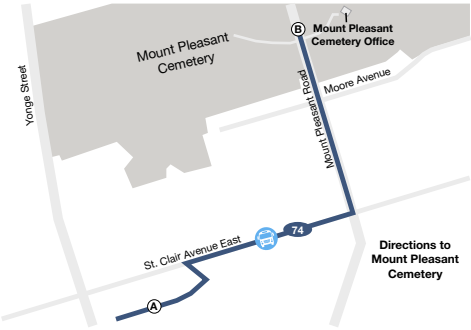 B
Mount Pleasant
Cemetery Office
Mount Pleasant
Cemetery
Yonge Street
Moore Avenue
Mount Pleasant Road
74
St. Clair Avenue East
Directions to
Mount Pleasant
Cemetery
A